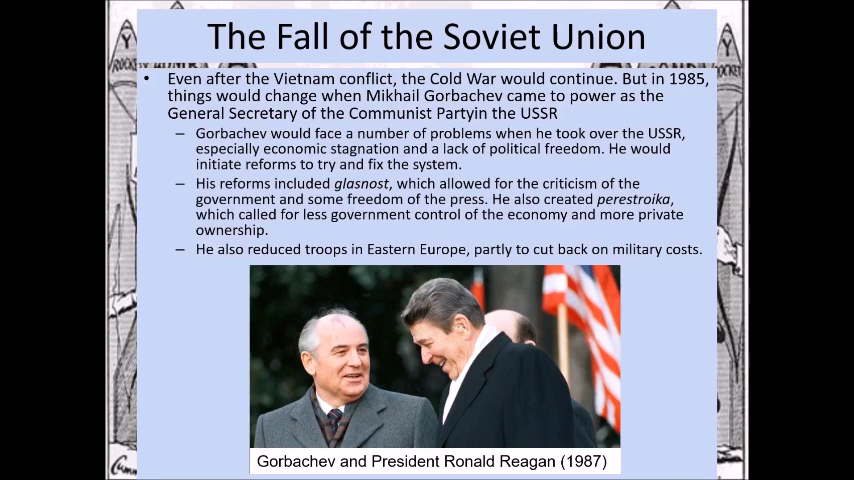 The Fall of the Soviet Union
• Even after the Vietnam conflict, the Cold War would continue. But in 1985,
things would change when Mikhail Gorbachev came to power as the
General Secretary of the Communist Partyin the USSR
– Gorbachev would face a number of problems when he took over the USSR,
especially economic stagnation and a lack of political freedom. He would
initiate reforms to try and fix the system.
– His reforms included glasnost, which allowed for the criticism of the
government and some freedom of the press. He also created perestroika,
which called for less government control of the economy and more private
ownership.
– He also reduced troops in Eastern Europe, partly to cut back on military costs.
Gorbachev and President Ronald Reagan (1987)